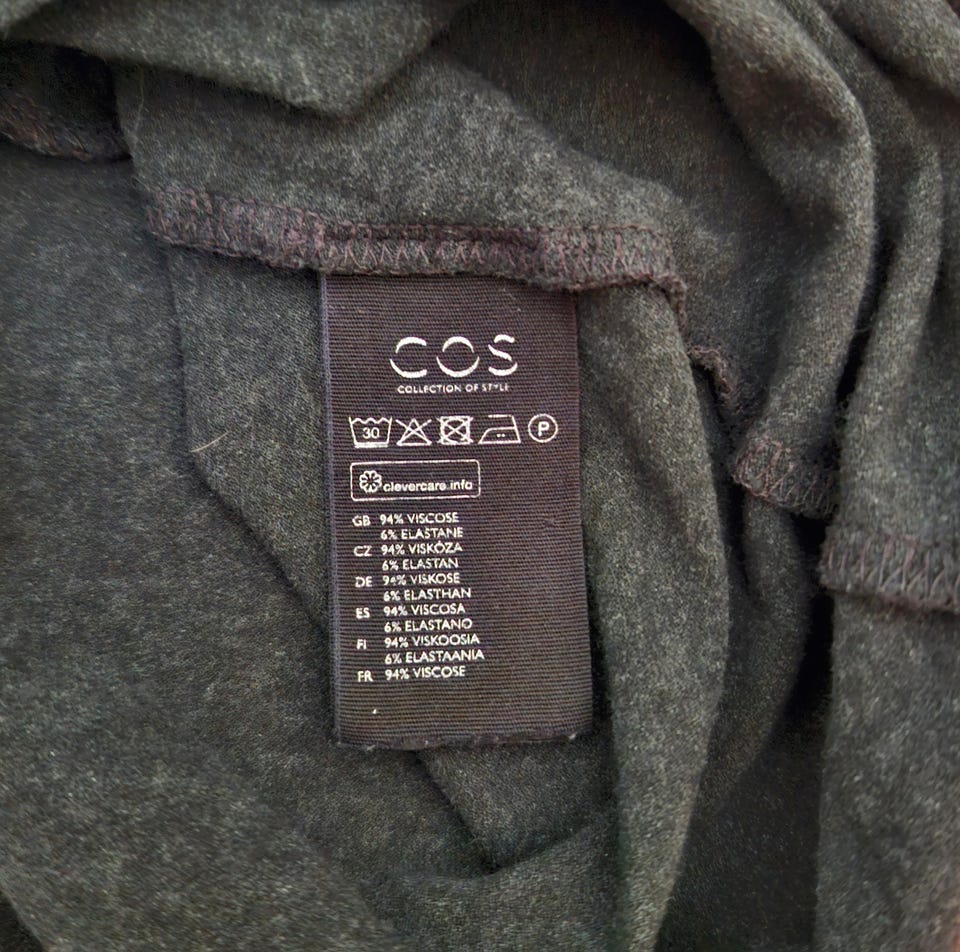 COS
COLLECTION OF STYLE
30 P
clevercare.info
GB 94% VISCOSE
6% ELASTANE
CZ 94% VISKÓZA
6% ELASTAN
DE 94% VISKOSE
6% ELASTHAN
ES 94% VISCOSA
6% ELASTANO
FI 94% VISKOOSIA
6% ELASTAANIA
FR 94% VISCOSE